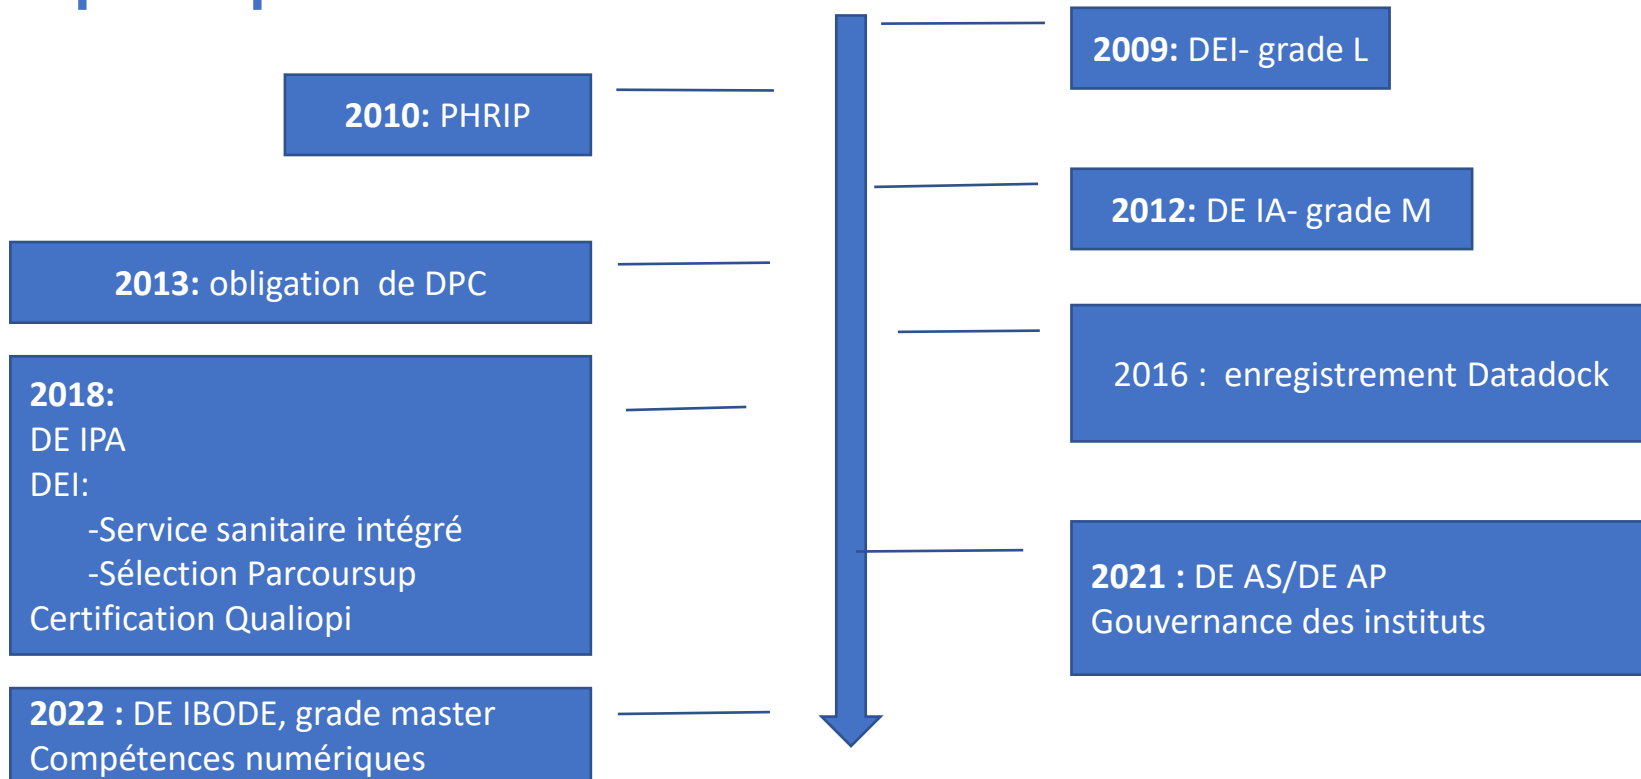 2009: DEI- grade L
2010: PHRIP
2012: DE IA- grade M
2013: obligation  de DPC
2016 :  enregistrement Datadock
2018:
DE IPA
DEI:
-Service sanitaire intégré
-Sélection Parcoursup
Certification Qualiopi
2021 : DE AS/DE AP
Gouvernance des instituts
2022 : DE IBODE, grade master
Compétences numériques